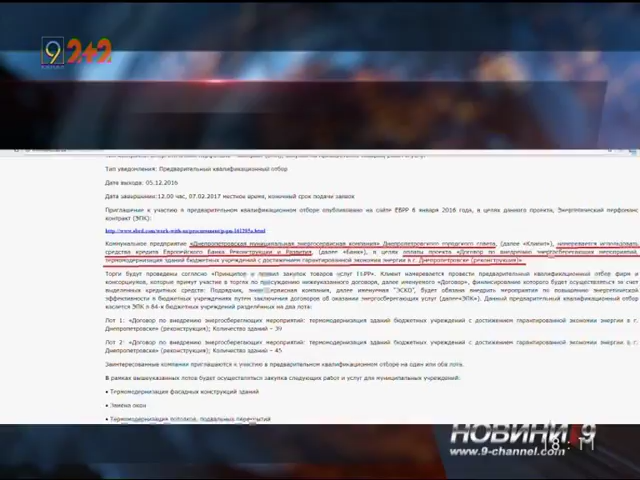 9 2+2
КАНАЛ
Тип уведомления: Предварительный квалификационный отбор
Дата выхода: 05.12.2016
Дата завершения:12.00 час, 07.02.2017 местное время, конечный срок подачи заявок
Приглашение к участию в предварительном квалификационном отборе опубликовано на сайте ЕБРР 6 января 2016 года, в целях данного проекта, Энергетический перфоманс
контракт (ЭПК):
Коммунальное предприятие «Днепропетровская муниципальная энергосервисная компания» Днепропетровского городского совета, (далее «Клиент»), намеревается использовать
средства кредита Европейского Банка Реконструкции и Развития, (далее «Банк»), в целях оплаты проекта «Договор по внедрению энергосберегающих мероприятий,
термомодернизация зданий бюджетных учреждений с достижением гарантированной экономии энергии в г. Днепропетровске (реконструкция)».
Торги будут проведены согласно «Принципов и правил закупок товаров и услуг ЕБРР». Клиент намеревается провести предварительный квалификационный отбор фирм и
консорциумов, которые примут участие в торгах по присуждению нижеуказанного договора, далее именуемого «Договор», финансирование которого будет осуществляться за счет
выделенных кредитных средств: Подрядчик, энергосервисная компания, далее именуемая "ЭСКО", будет обязана внедрить мероприятия по повышению энергетической
эффективности в бюджетных учреждениях путем заключения договоров об оказании энергосберегающих услуг (далее«ЭПК»). Данный предварительный квалификационный отбор
касается ЭПК в 84-х бюджетных учреждениях разделённых на два лота:
Лот 1: «Договор по внедрению энергосберегающих мероприятий: термомодернизация зданий бюджетных учреждений с достижением гарантированной экономии энергии в г.
Днепропетровске (реконструкция); Количество зданий – 39
Лот 2: «Договор по внедрению энергосберегающих мероприятий: термомодернизация зданий бюджетных учреждений с достижением гарантированной экономии энергии в г.
Днепропетровске (реконструкция); Количество зданий – 45
Заинтересованные компании приглашаются к участию в предварительном квалификационном отборе на один или оба лота.
В рамках вышеуказанных лотов будет осуществляться закупка следующих работ и услуг для муниципальных учреждений:
• Термомодернизация фасадных конструкций зданий
• Замена окон
• Термомодернизация потолков, подвальных перекрытий
НОВИНИ 9
8:11
www.9-channel.com